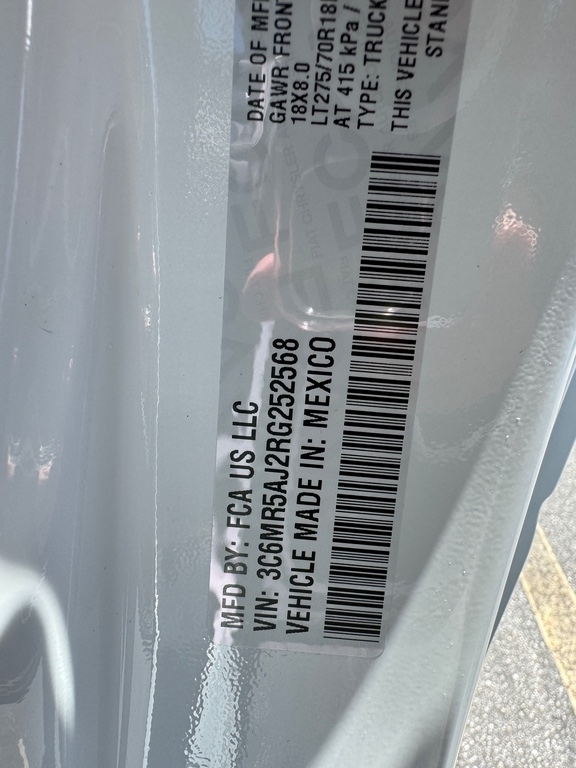 DATE OF MF
GAWR FRONT
18X8.0
LT275/70R18
AT 415 kPa /
TYPE: TRUCK
THIS VEHICLE
STAN
MFD BY: FCA US LLC
VIN: 3C6MR5AJ2RG252568
VEHICLE MADE IN: MEXICO